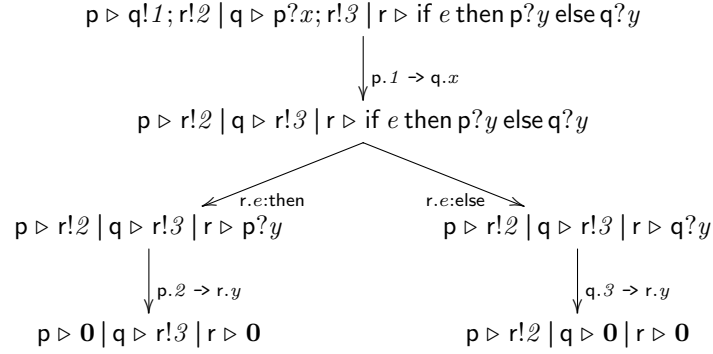 p ▷ q!1; r!2 | q ▷ p?x; r!3 | r ▷ if e then p?y else q?y
p.1 -> q.x
p ▷ r!2 | q ▷ r!3 | r ▷ if e then p?y else q?y
r.e:then r.e:else
p ▷ r!2 | q ▷ r!3 | r ▷ p?y p ▷ r!2 | q ▷ r!3 | r ▷ q?y
p.2 -> r.y q.3 -> r.y
p ▷ 0 | q ▷ r!3 | r ▷ 0 p ▷ r!2 | q ▷ 0 | r ▷ 0